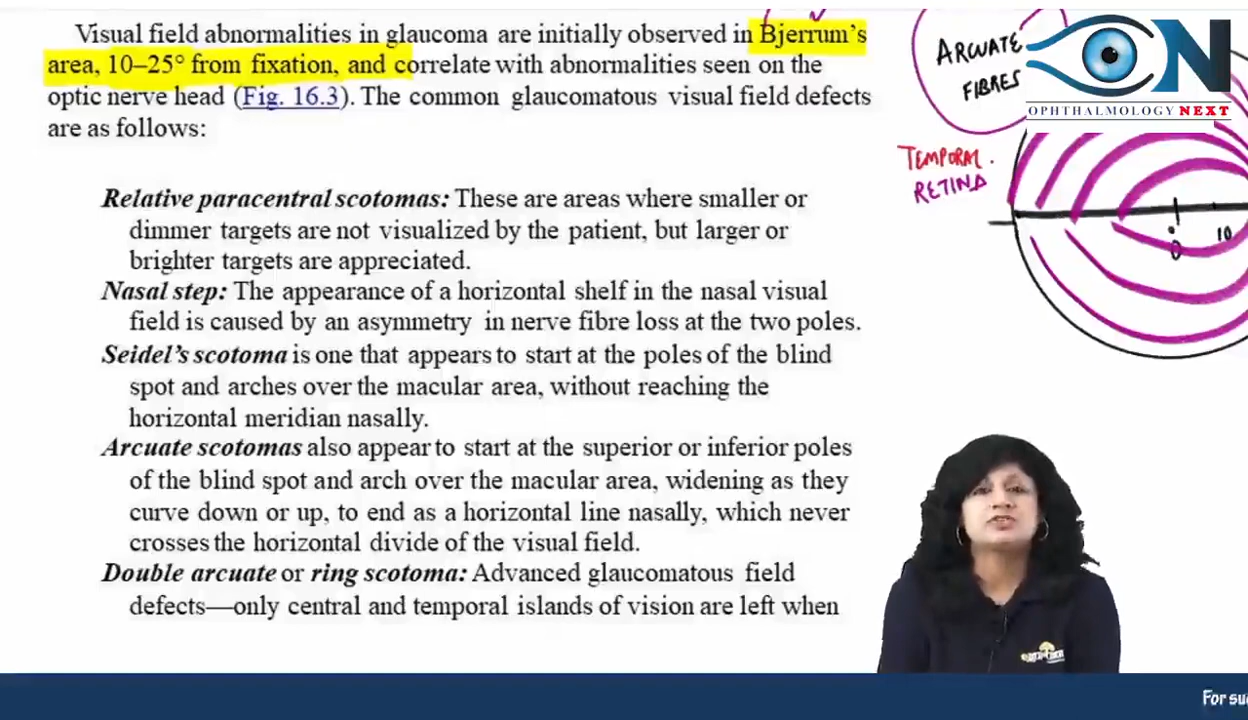 Visual field abnormalities in glaucoma are initially observed in Bjerrum's
area, 10–25° from fixation, and correlate with abnormalities seen on the
optic nerve head (Fig. 16.3). The common glaucomatous visual field defects
are as follows:
Relative paracentral scotomas: These are areas where smaller or
dimmer targets are not visualized by the patient, but larger or
brighter targets are appreciated.
Nasal step: The appearance of a horizontal shelf in the nasal visual
field is caused by an asymmetry in nerve fibre loss at the two poles.
Seidel's scotoma is one that appears to start at the poles of the blind
spot and arches over the macular area, without reaching the
horizontal meridian nasally.
Arcuate scotomas also appear to start at the superior or inferior poles
of the blind spot and arch over the macular area, widening as they
curve down or up, to end as a horizontal line nasally, which never
crosses the horizontal divide of the visual field.
Double arcuate or ring scotoma: Advanced glaucomatous field
defects—only central and temporal islands of vision are left when
ARCUATE
FIBRES
ON
OPHTHALMOLOGY NEXT
TEMPORAL
RETINA
0
10
For su